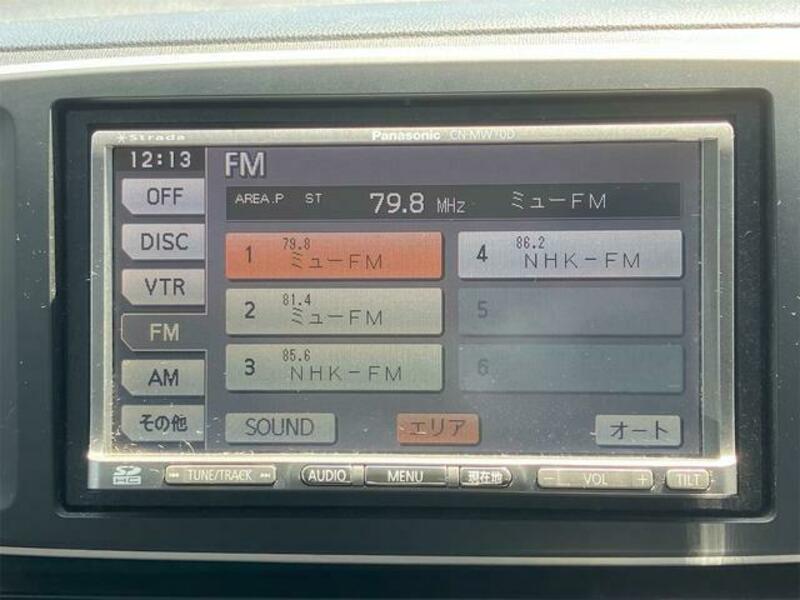 Strada Panasonic CN-MW100D
12:13 FM
OFF
AREA.P ST 79.8 MHz ミューFM
DISC
1 79.8 ミューFM
4 86.2 NHK-FM
VTR
2 81.4 ミューFM
5
FM
3 85.6 NHK-FM
6
AM
その他
SOUND エリア オート
SD HC TUNE/TRACK AUDIO MENU 現在地 - VOL + TILT